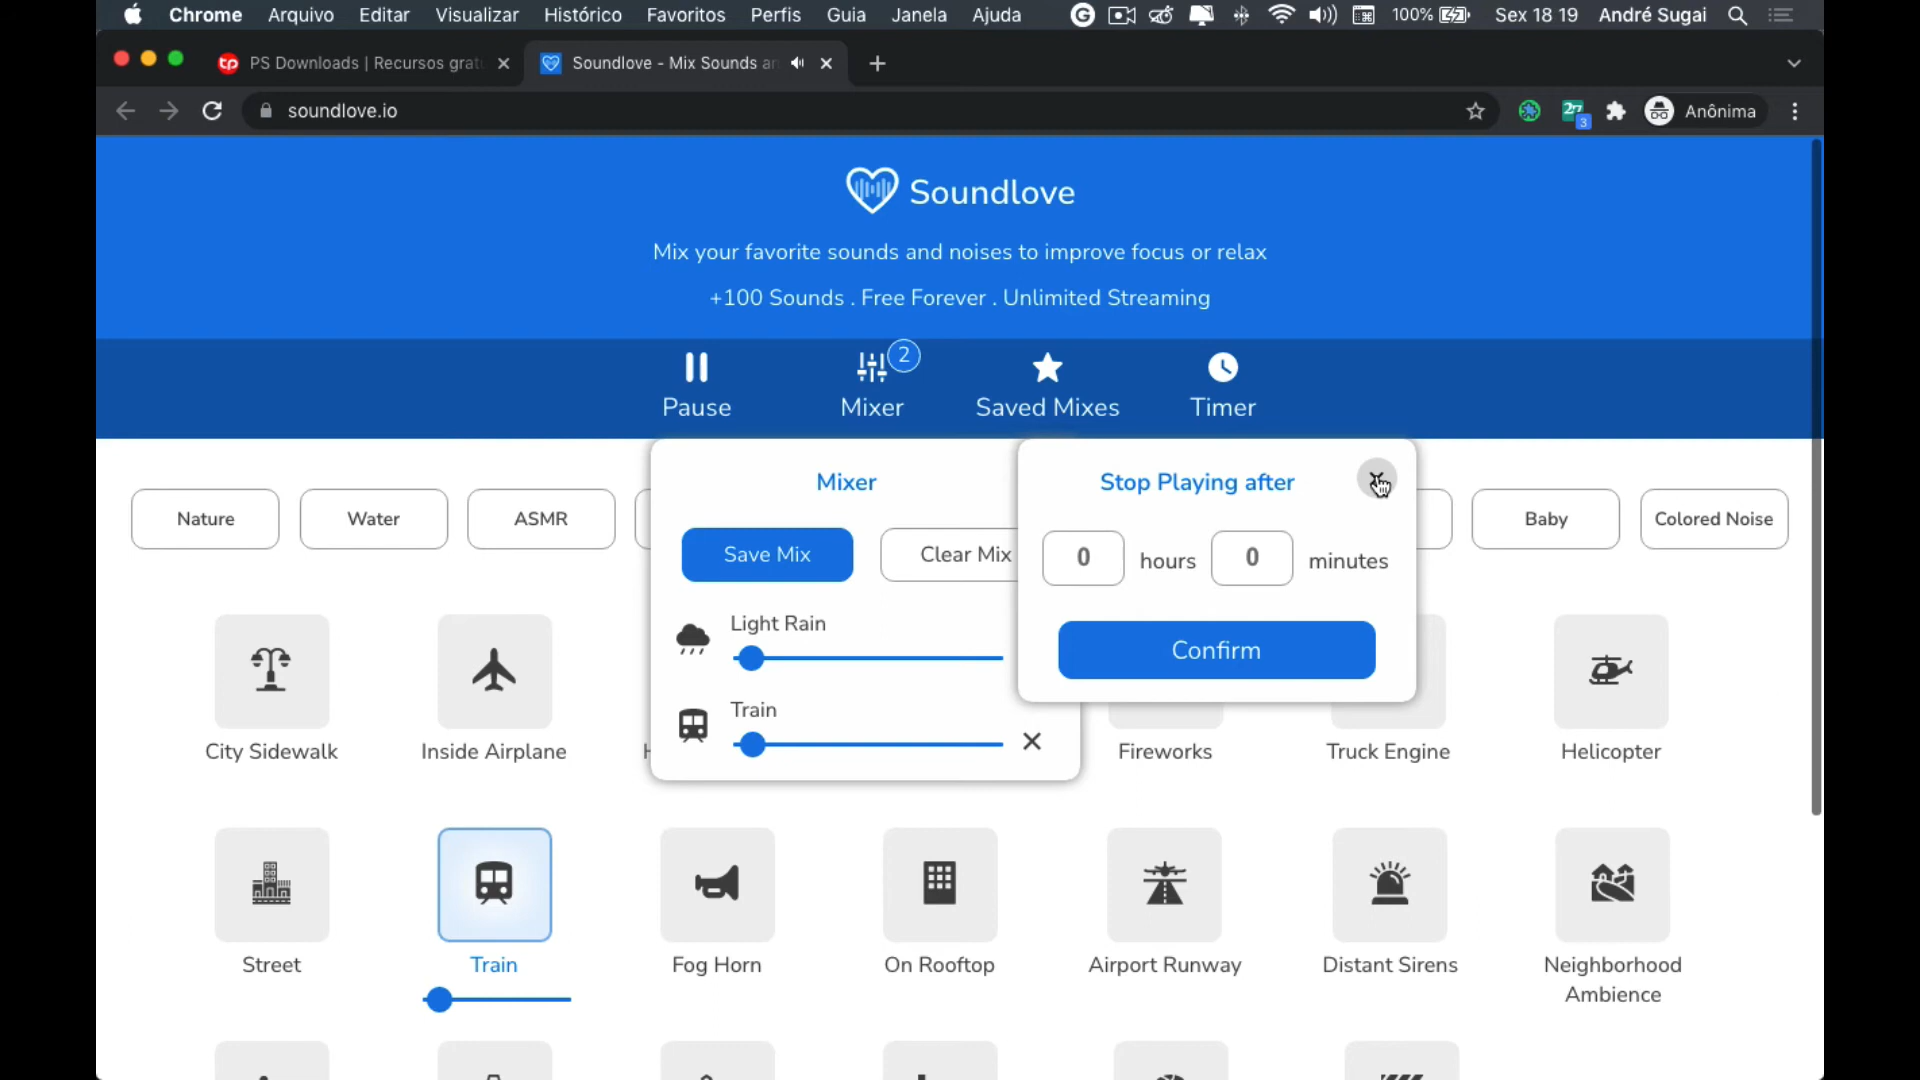 Chrome Arquivo Editar Visualizar Histórico Favoritos Perfis Guia Janela Ajuda 100% Sex 18 19 André Sugai
PS Downloads | Recursos grat
Soundlove - Mix Sounds an
soundlove.io
3
Anônima
Soundlove
Mix your favorite sounds and noises to improve focus or relax
+100 Sounds . Free Forever . Unlimited Streaming
2
Pause Mixer Saved Mixes Timer
Mixer
Stop Playing after
Nature Water ASMR Baby Colored Noise
Save Mix Clear Mix
0 hours 0 minutes
Light Rain
Confirm
Train
City Sidewalk Inside Airplane Fireworks Truck Engine Helicopter
Street Train Fog Horn On Rooftop Airport Runway Distant Sirens Neighborhood
Ambience